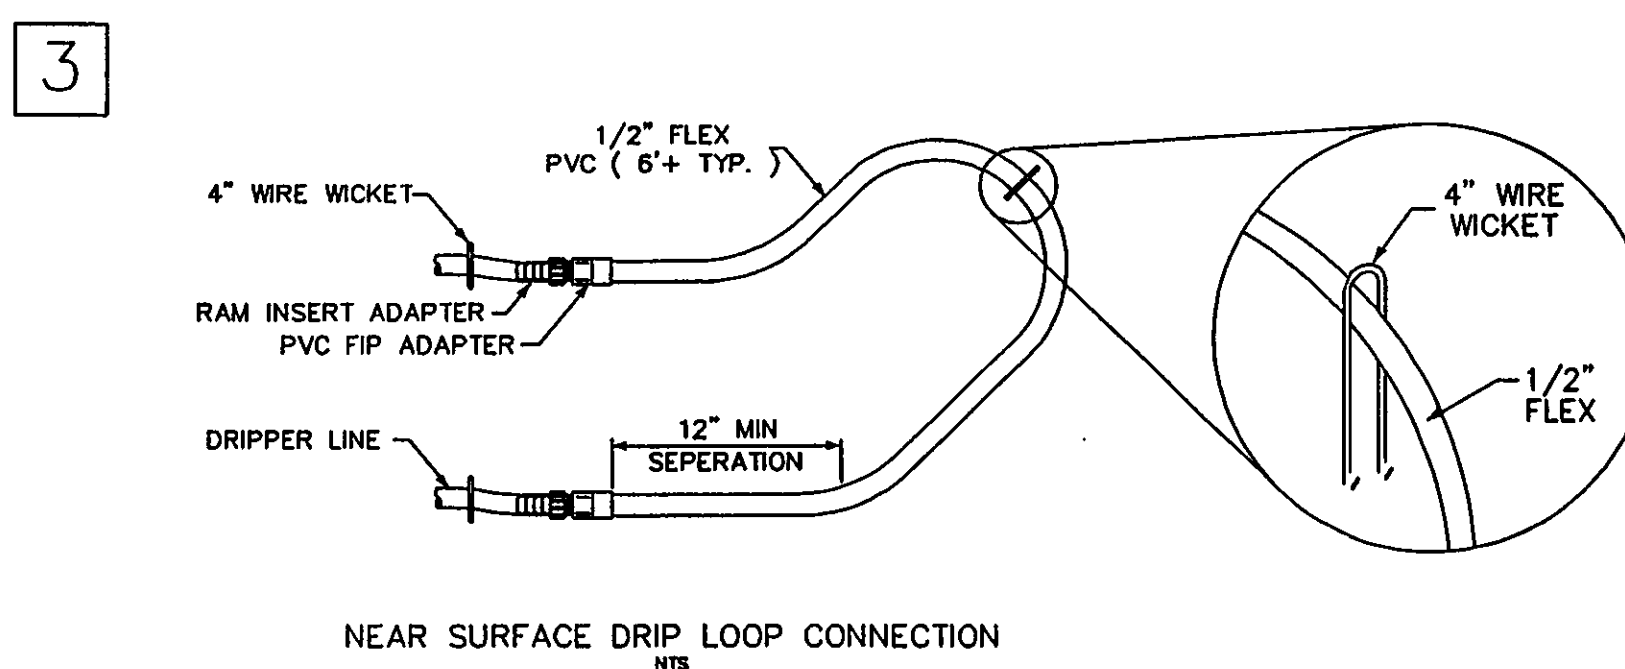 3
1/2" FLEX
PVC ( 6'+ TYP. )
4" WIRE WICKET
RAM INSERT ADAPTER
PVC FIP ADAPTER
4" WIRE
WICKET
1/2"
FLEX
DRIPPER LINE
12" MIN
SEPERATION
NEAR SURFACE DRIP LOOP CONNECTION
NTS